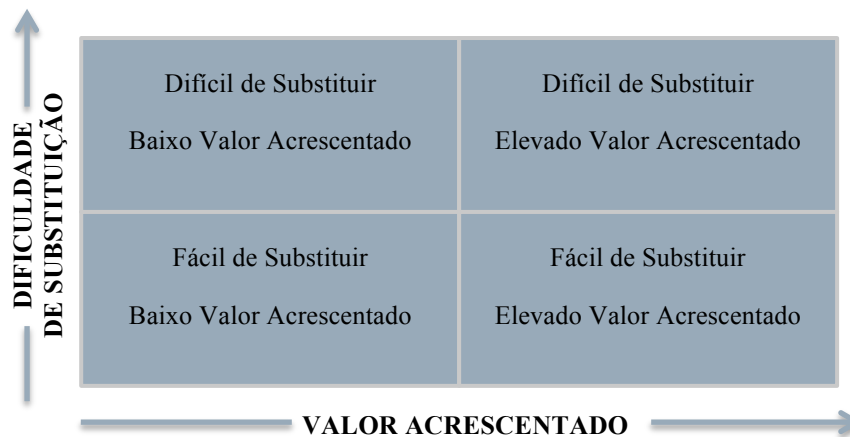 DIFICULDADE
DE SUBSTITUIÇÃO
Difícil de Substituir
Baixo Valor Acrescentado
Difícil de Substituir
Elevado Valor Acrescentado
Fácil de Substituir
Baixo Valor Acrescentado
Fácil de Substituir
Elevado Valor Acrescentado
VALOR ACRESCENTADO